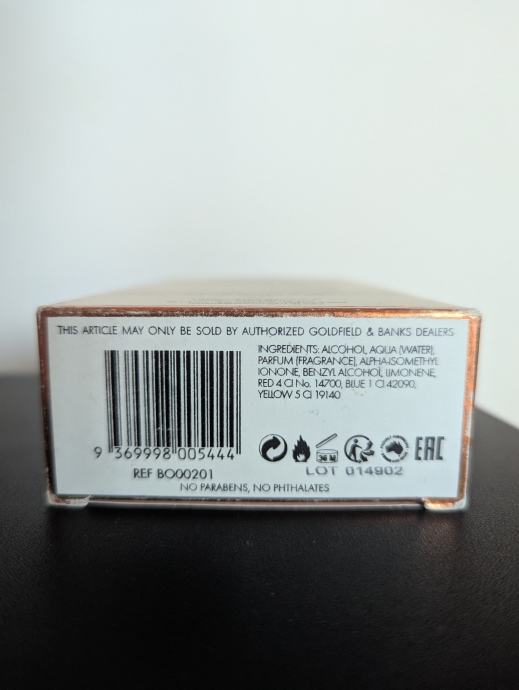 THIS ARTICLE MAY ONLY BE SOLD BY AUTHORIZED GOLDFIELD & BANKS DEALERS
INGREDIENTS: ALCOHOL, AQUA (WATER),
PARFUM (FRAGRANCE), ALPHA-ISOMETHYL
IONONE, BENZYL ALCOHOL, LIMONENE,
RED 4 CI No. 14700, BLUE 1 CI 42090,
YELLOW 5 CI 19140
9 369998 005444
REF BO00201
36 M
EAC
LOT 014902
NO PARABENS, NO PHTHALATES